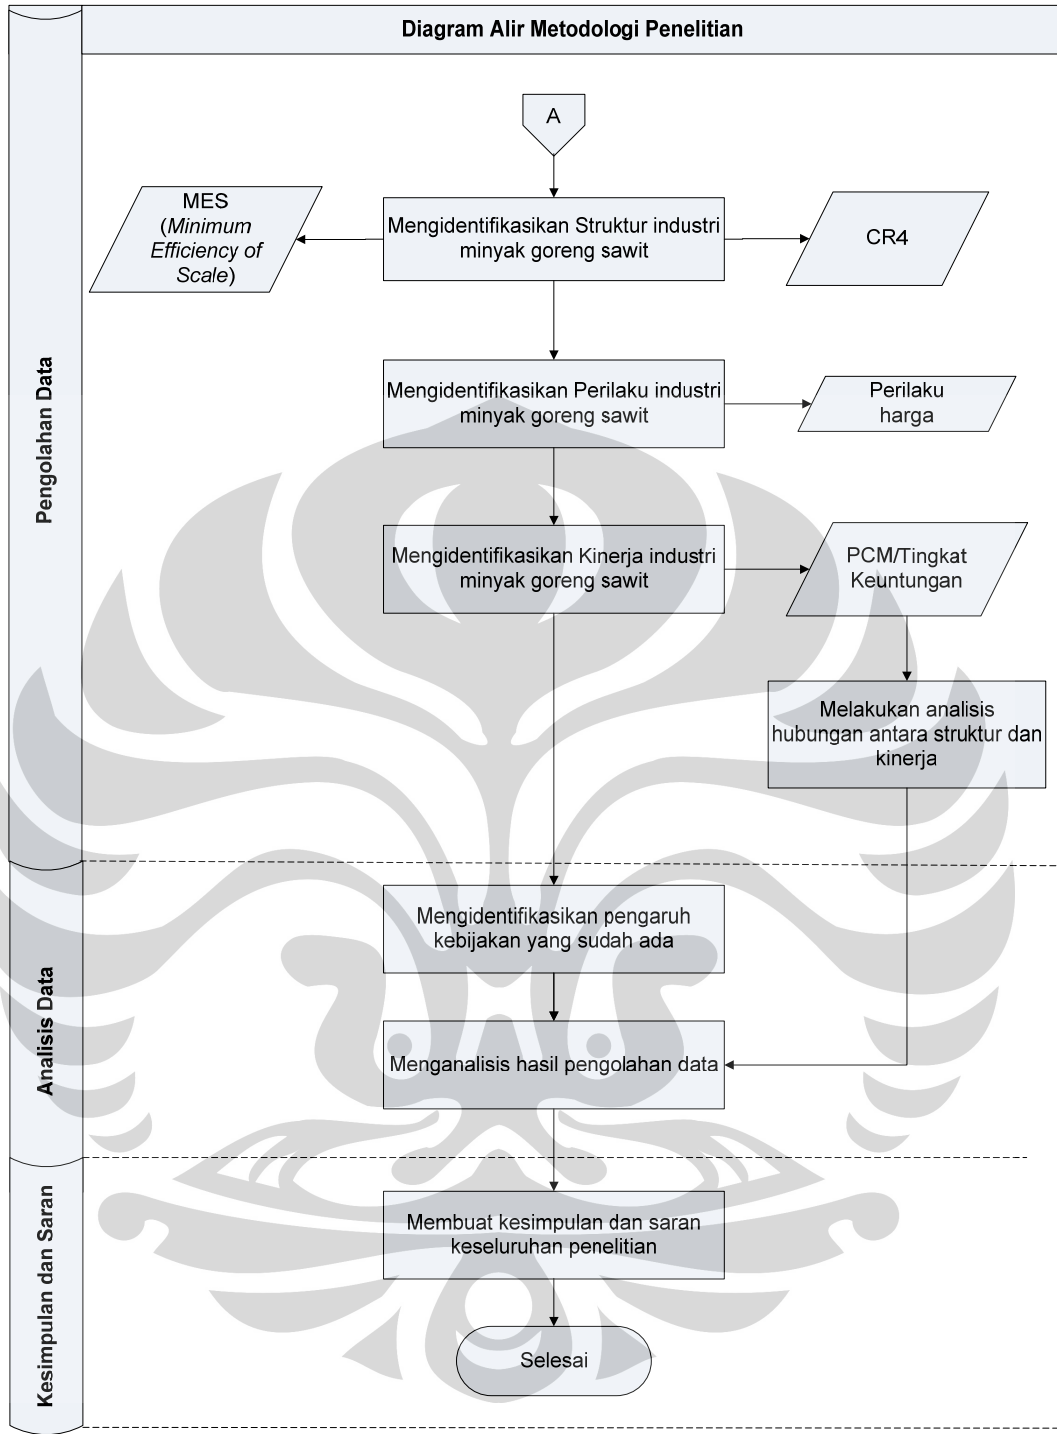 Diagram Alir Metodologi Penelitian
Pengolahan Data
A
MES
(Minimum
Efficiency of
Scale)
Mengidentifikasikan Struktur industri
minyak goreng sawit
CR4
Mengidentifikasikan Perilaku industri
minyak goreng sawit
Perilaku
harga
Mengidentifikasikan Kinerja industri
minyak goreng sawit
PCM/Tingkat
Keuntungan
Melakukan analisis
hubungan antara struktur dan
kinerja
Analisis Data
Mengidentifikasikan pengaruh
kebijakan yang sudah ada
Menganalisis hasil pengolahan data
Kesimpulan dan Saran
Membuat kesimpulan dan saran
keseluruhan penelitian
Selesai